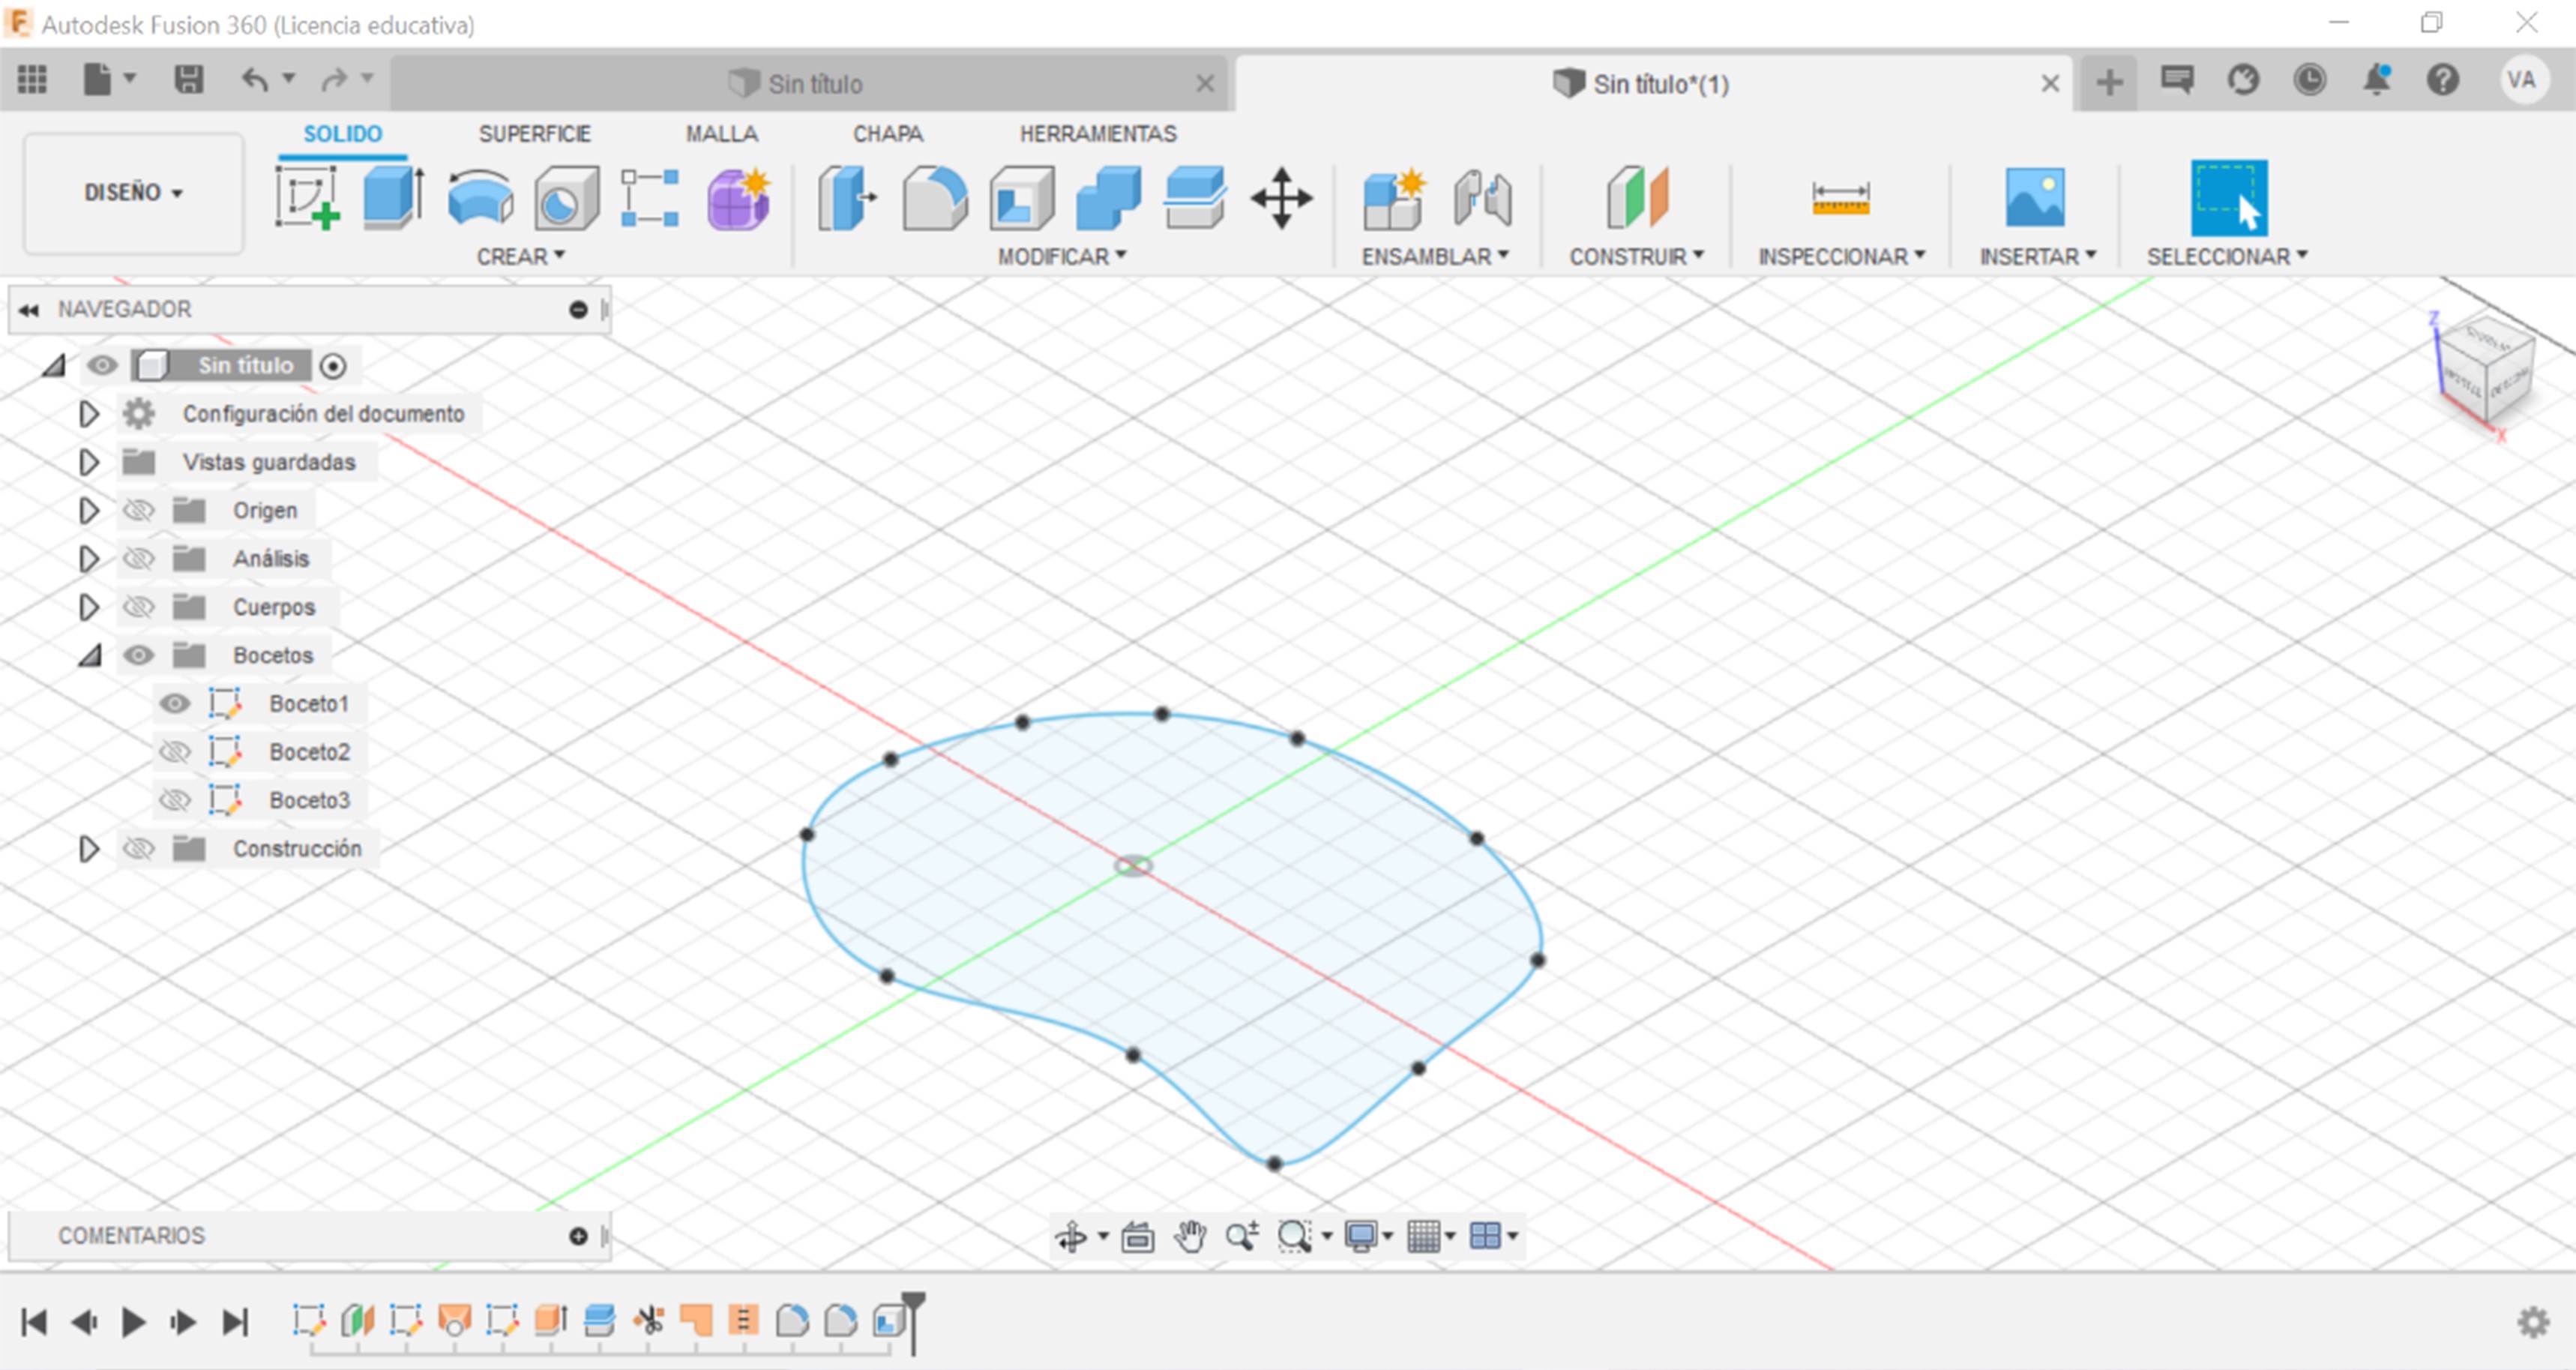 Autodesk Fusion 360 (Licencia educativa)
Sin título
Sin título*(1)
VA
SOLIDO SUPERFICIE MALLA CHAPA HERRAMIENTAS
DISEÑO
CREAR MODIFICAR ENSAMBLAR CONSTRUIR INSPECCIONAR INSERTAR SELECCIONAR
NAVEGADOR
Sin título
Configuración del documento
Vistas guardadas
Origen
Análisis
Cuerpos
Bocetos
Boceto1
Boceto2
Boceto3
Construcción
Z
X
COMENTARIOS